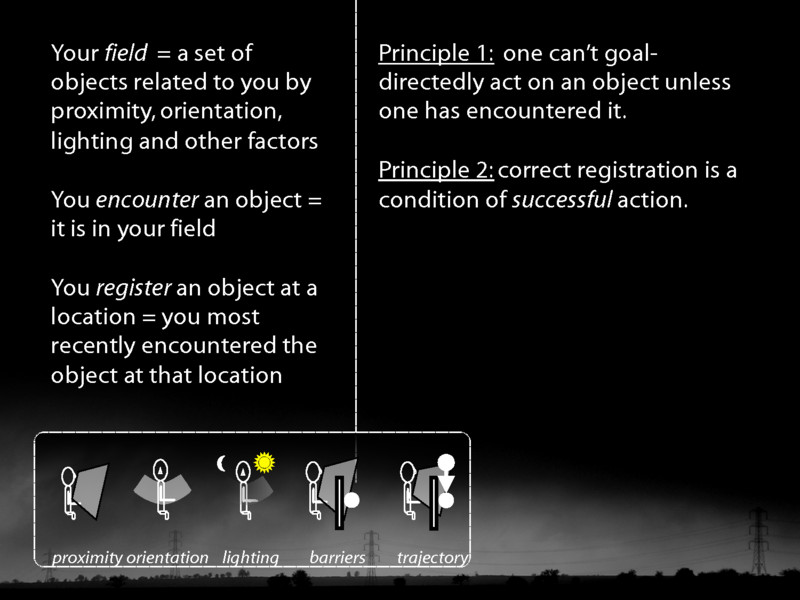 Your field = a set of
objects related to you by
proximity, orientation,
lighting and other factors
You encounter an object =
it is in your field
You register an object at a
location = you most
recently encountered the
object at that location
Principle 1: one can't goal-
directedly act on an object unless
one has encountered it.
Principle 2: correct registration is a
condition of successful action.
proximity orientation lighting barriers trajectory